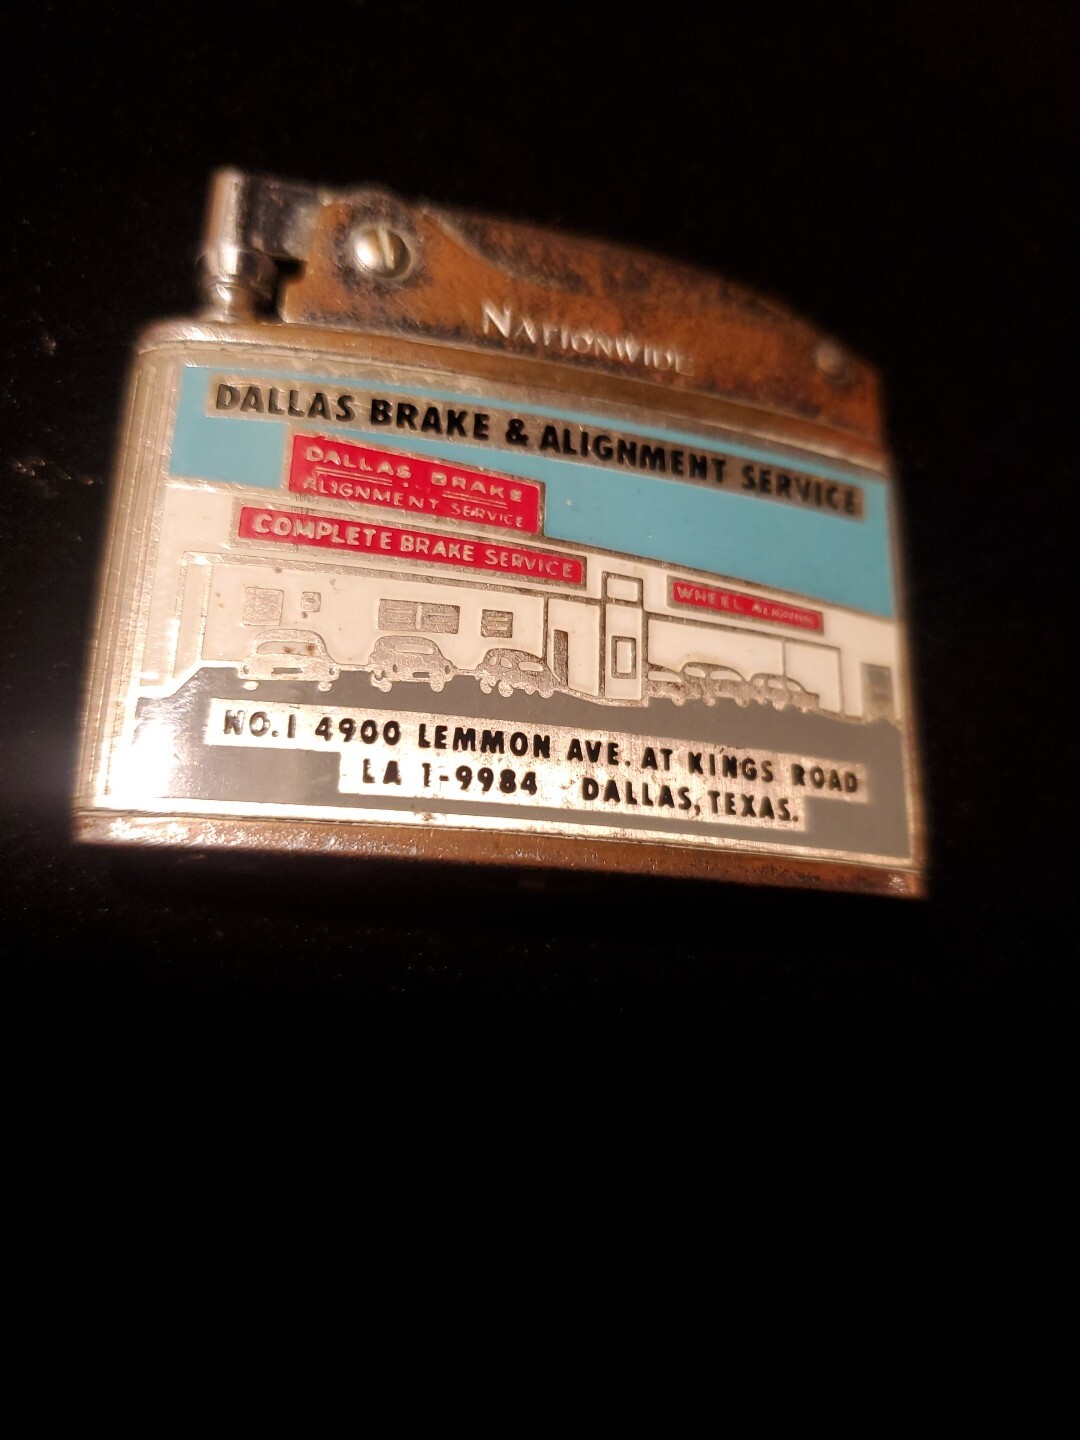 NATIONWIDE
DALLAS BRAKE & ALIGNMENT SERVICE
DALLAS BRAKE
ALIGNMENT SERVICE
COMPLETE BRAKE SERVICE
WHEEL
NO.1 4900 LEMMON AVE. AT KINGS ROAD
LA 1-9984 DALLAS, TEXAS.